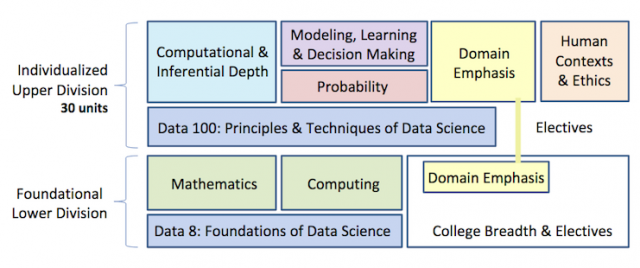 Individualized
Upper Division
30 units
Computational &
Inferential Depth
Modeling, Learning
& Decision Making
Probability
Domain
Emphasis
Human
Contexts
& Ethics
Data 100: Principles & Techniques of Data Science
Electives
Foundational
Lower Division
Mathematics
Computing
Domain Emphasis
Data 8: Foundations of Data Science
College Breadth & Electives